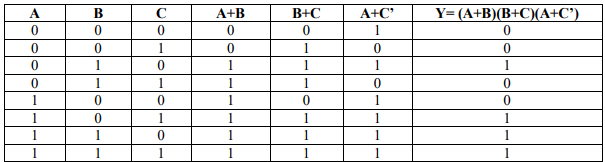 A B C A+B B+C A+C’ Y= (A+B)(B+C)(A+C’)
0 0 0 0 0 1 0
0 0 1 0 1 0 0
0 1 0 1 1 1 1
0 1 1 1 1 0 0
1 0 0 1 0 1 0
1 0 1 1 1 1 1
1 1 0 1 1 1 1
1 1 1 1 1 1 1